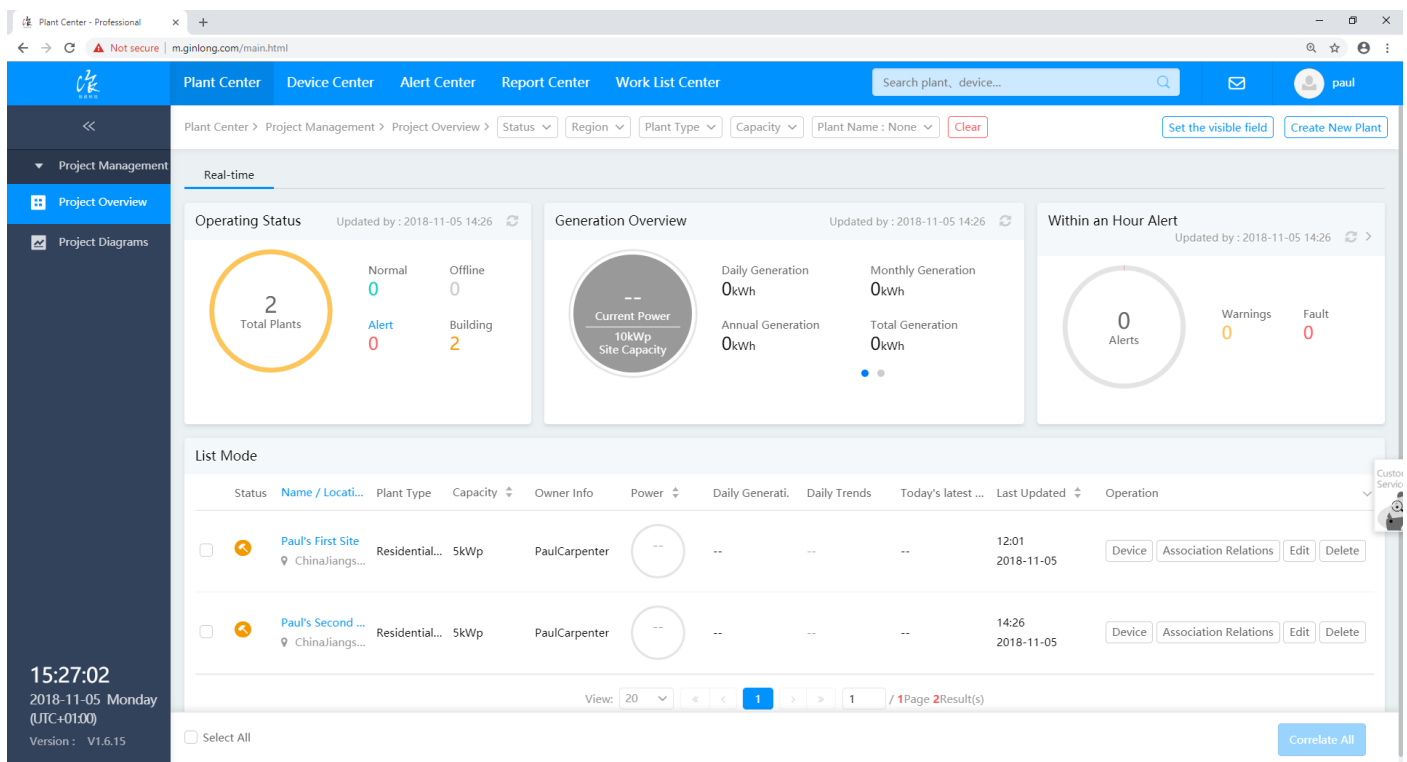 Plant Center - Professional
Not secure | m.ginlong.com/main.html
Plant Center Device Center Alert Center Report Center Work List Center Search plant、device... paul
Plant Center > Project Management > Project Overview > Status Region Plant Type Capacity Plant Name : None Clear Set the visible field Create New Plant
Project Management
Project Overview
Project Diagrams
Real-time
Operating Status Updated by : 2018-11-05 14:26
2
Total Plants
Normal Offline
0 0
Alert Building
0 2
Generation Overview Updated by : 2018-11-05 14:26
--
Current Power
10kWp
Site Capacity
Daily Generation Monthly Generation
0kWh 0kWh
Annual Generation Total Generation
0kWh 0kWh
Within an Hour Alert
Updated by : 2018-11-05 14:26
0
Alerts
Warnings Fault
0 0
List Mode
Status Name / Locati... Plant Type Capacity Owner Info Power Daily Generati. Daily Trends Today's latest ... Last Updated Operation
Paul's First Site
ChinaJiangs...
Residential... 5kWp PaulCarpenter -- -- -- --
12:01
2018-11-05
Device Association Relations Edit Delete
Paul's Second ...
ChinaJiangs...
Residential... 5kWp PaulCarpenter -- -- -- --
14:26
2018-11-05
Device Association Relations Edit Delete
View: 20 « < 1 > » 1 / 1Page 2Result(s)
Select All Correlate All
15:27:02
2018-11-05 Monday
(UTC+01:00)
Version : V1.6.15